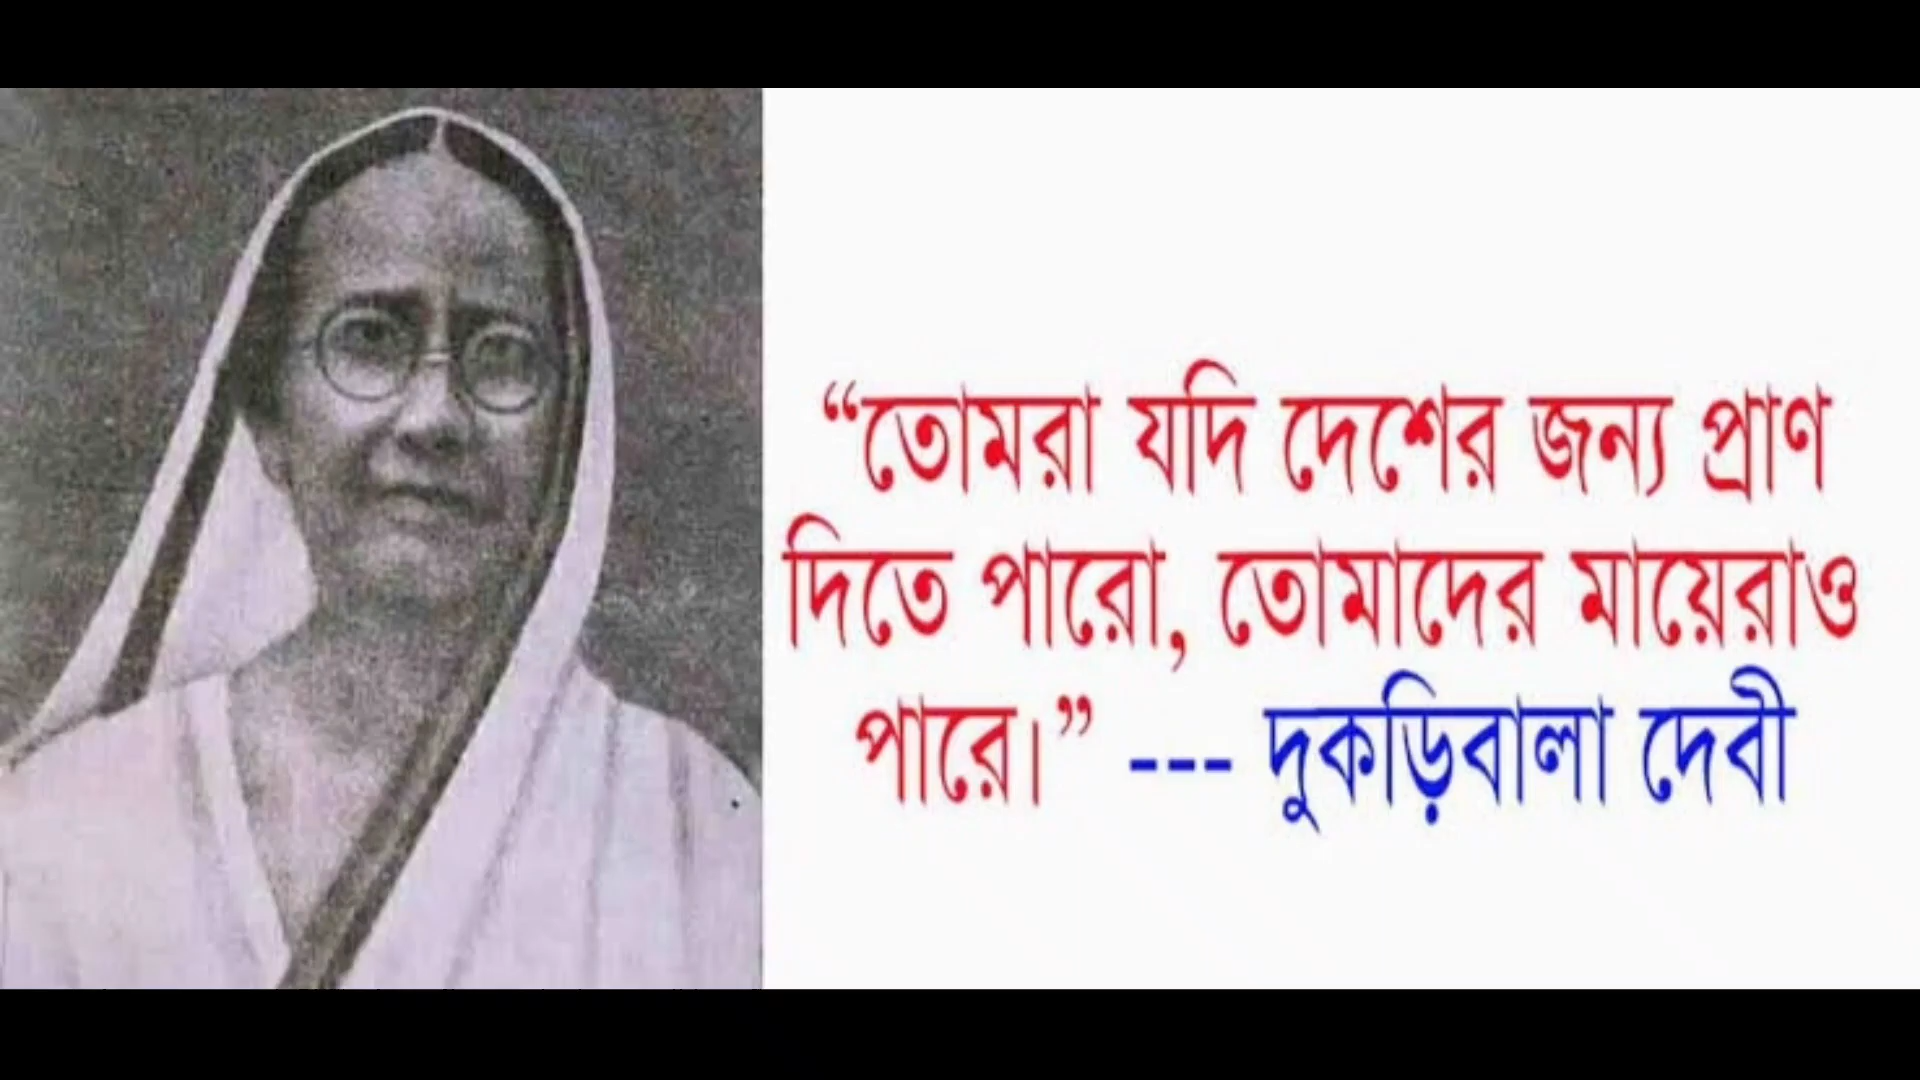 “তোমরা যদি দেশের জন্য প্রাণ
দিতে পারো, তোমাদের মায়েরাও
পারে।” --- দুকড়িবালা দেবী